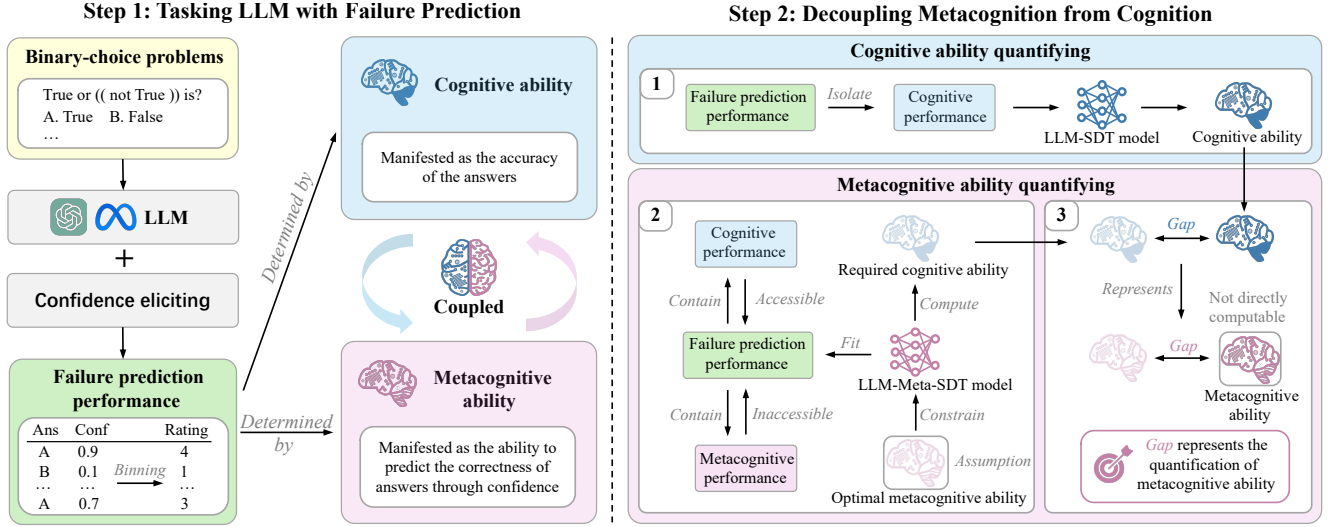 Step 1: Tasking LLM with Failure Prediction
Binary-choice problems
True or (( not True )) is?
A. True    B. False
…
LLM
+
Confidence eliciting
Failure prediction
performance
Ans Conf Rating
A 0.9 4
B 0.1 Binning 1
… … …
A 0.7 3
Determined by
Determined
by
Cognitive ability
Manifested as the accuracy
of the answers
Coupled
Metacognitive
ability
Manifested as the ability to
predict the correctness of
answers through confidence
Step 2: Decoupling Metacognition from Cognition
Cognitive ability quantifying
1
Failure prediction
performance
Isolate
Cognitive
performance
LLM-SDT model
Cognitive ability
Metacognitive ability quantifying
2
Cognitive
performance
Required cognitive ability
Contain
Accessible
Compute
Failure prediction
performance
Fit
LLM-Meta-SDT model
Contain
Inaccessible
Constrain
Metacognitive
performance
Assumption
Optimal metacognitive ability
3
Gap
Represents
Not directly
computable
Gap
Metacognitive
ability
Gap represents the
quantification of
metacognitive ability